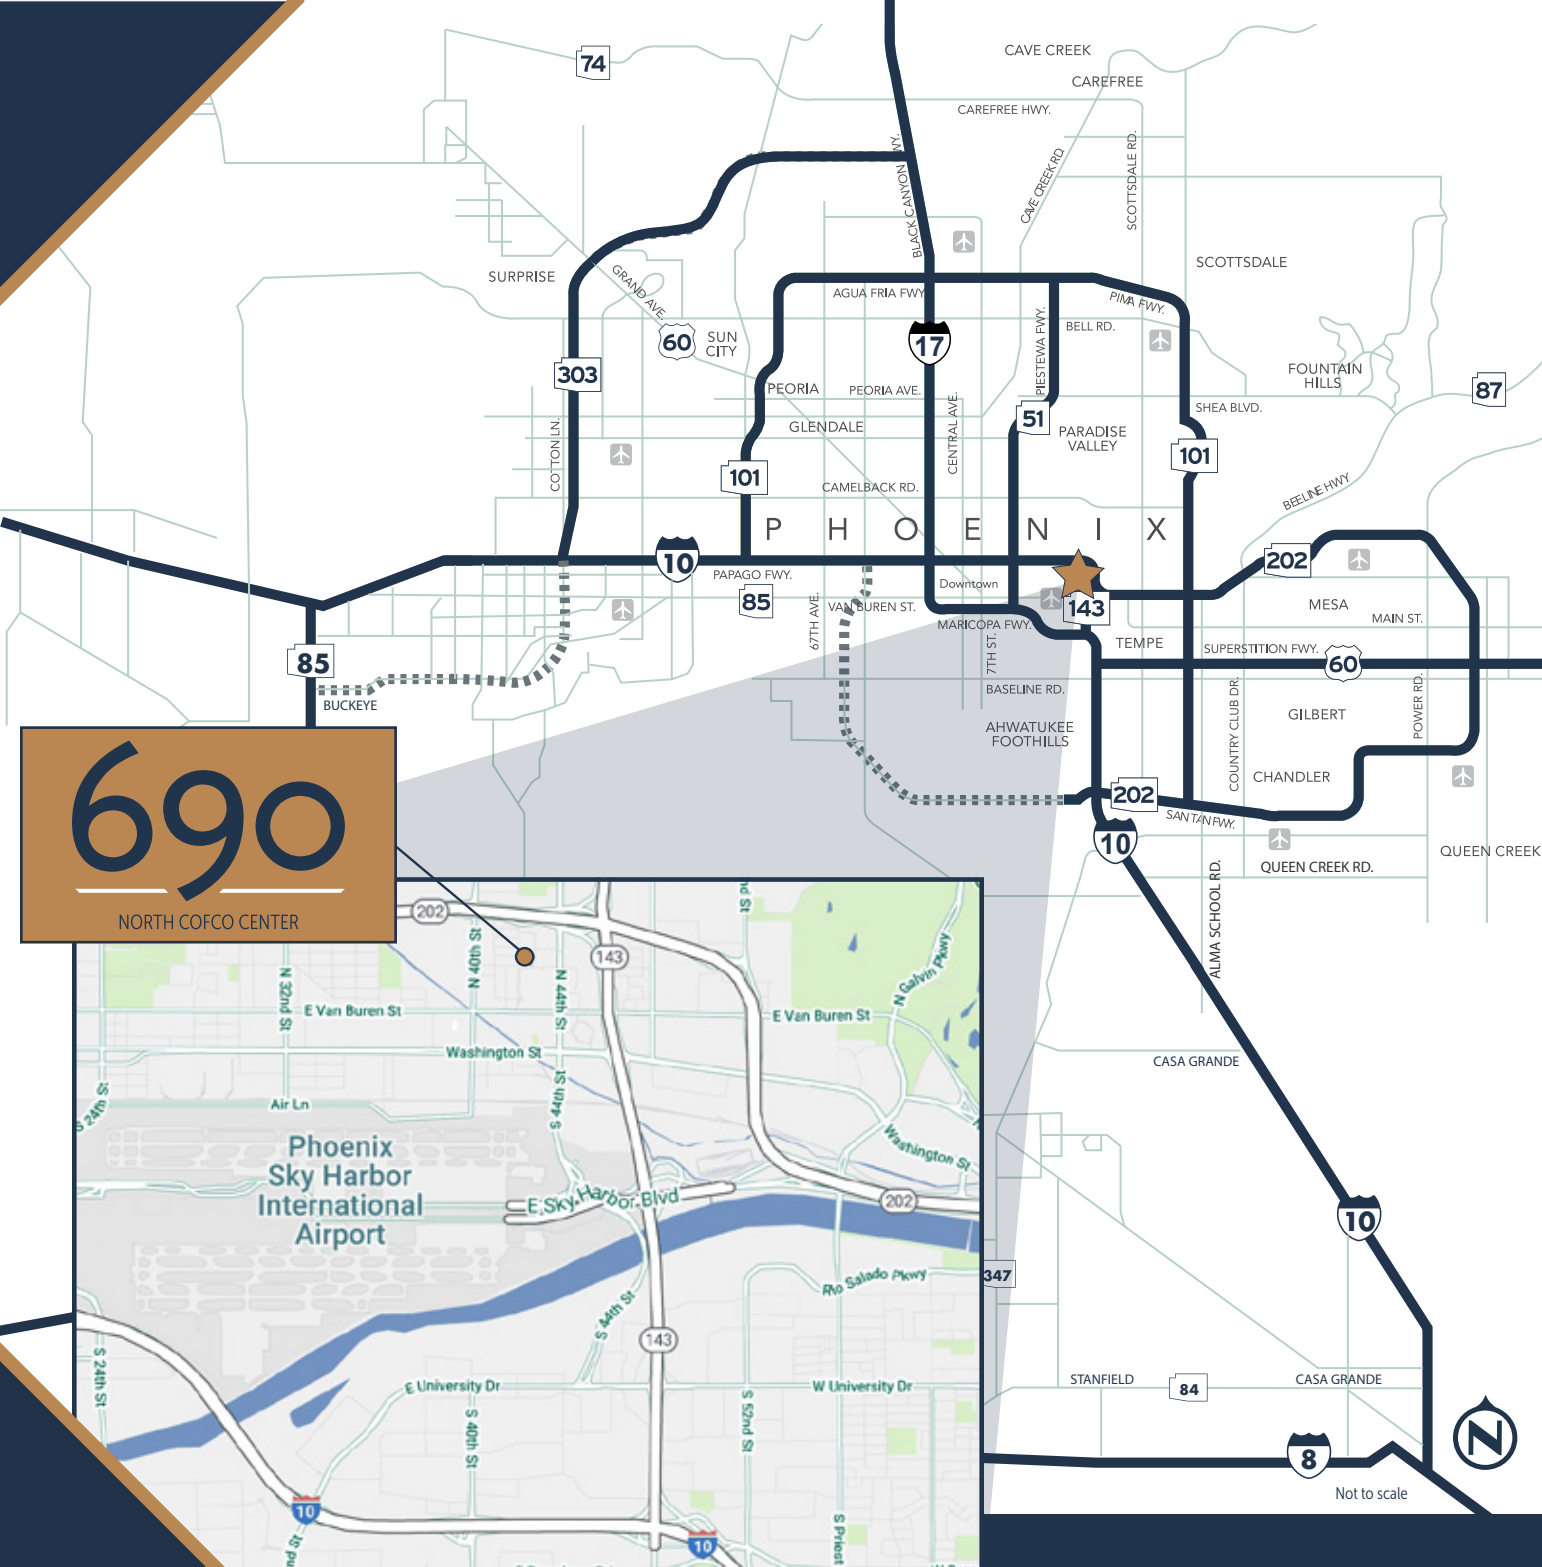 74
CAVE CREEK
CAREFREE
CAREFREE HWY.
BLACK CANYON
CAVE CREEK RD.
SCOTTSDALE RD.
SURPRISE
GRAND AVE.
SCOTTSDALE
AGUA FRIA FWY.
PIMA FWY.
60
SUN
CITY
17
PIESTEWA FWY.
BELL RD.
303
FOUNTAIN
HILLS
87
PEORIA
PEORIA AVE.
SHEA BLVD.
51
GLENDALE
CENTRAL AVE.
PARADISE
VALLEY
COTTON LN.
101
101
CAMELBACK RD.
BEELINE HWY
PHOENIX
10
PAPAGO FWY.
202
Downtown
85
67TH AVE.
VAN BUREN ST.
143
MESA
MAIN ST.
MARICOPA FWY.
7TH ST.
TEMPE
SUPERSTITION FWY.
60
85
BUCKEYE
BASELINE RD.
COUNTRY CLUB DR.
GILBERT
POWER RD.
AHWATUKEE
FOOTHILLS
CHANDLER
202
SANTAN FWY.
10
QUEEN CREEK
QUEEN CREEK RD.
ALMA SCHOOL RD.
690
NORTH COFCO CENTER
202
143
N 32nd St
N 40th St
N 44th St
nd St
N Galvin Pkwy
E Van Buren St
E Van Buren St
Washington St
S 24th St
Air Ln
S 44th St
Washington St
Phoenix
Sky Harbor
International
Airport
E Sky Harbor Blvd
202
Rio Salado Pkwy
S 44th St
143
S 24th St
E University Dr
W University Dr
S 40th St
S 52nd St
10
S Priest
10
CASA GRANDE
10
347
STANFIELD
84
CASA GRANDE
8
N
Not to scale